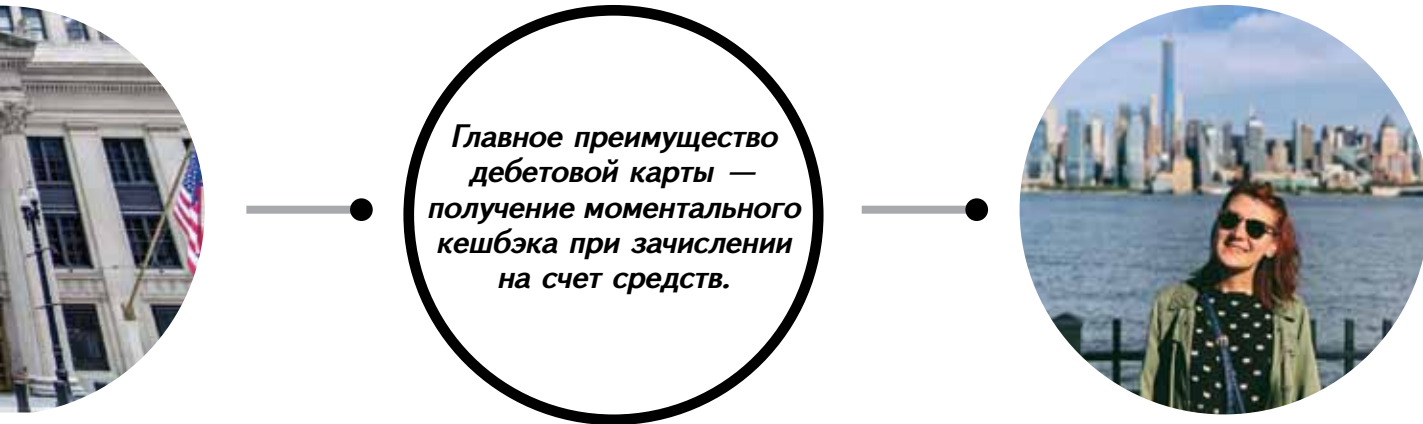 Главное преимущество
дебетовой карты —
получение моментального
кешбэка при зачислении
на счет средств.